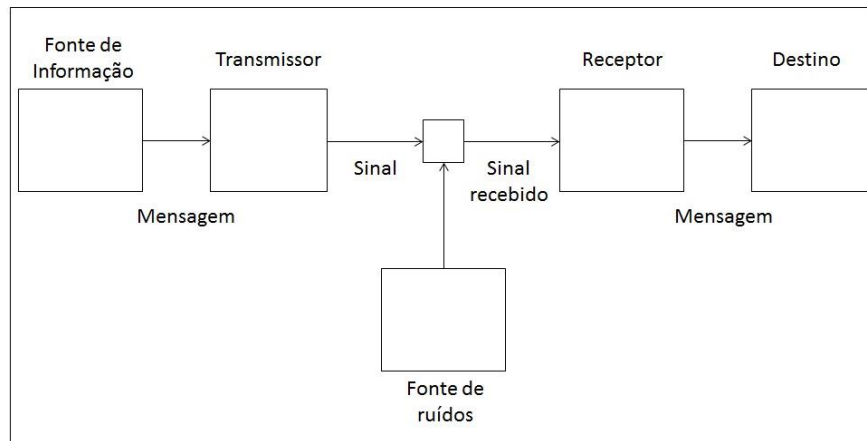 Fonte de
Informação
Transmissor
Receptor
Destino
Sinal
Sinal
recebido
Mensagem
Mensagem
Fonte de
ruídos